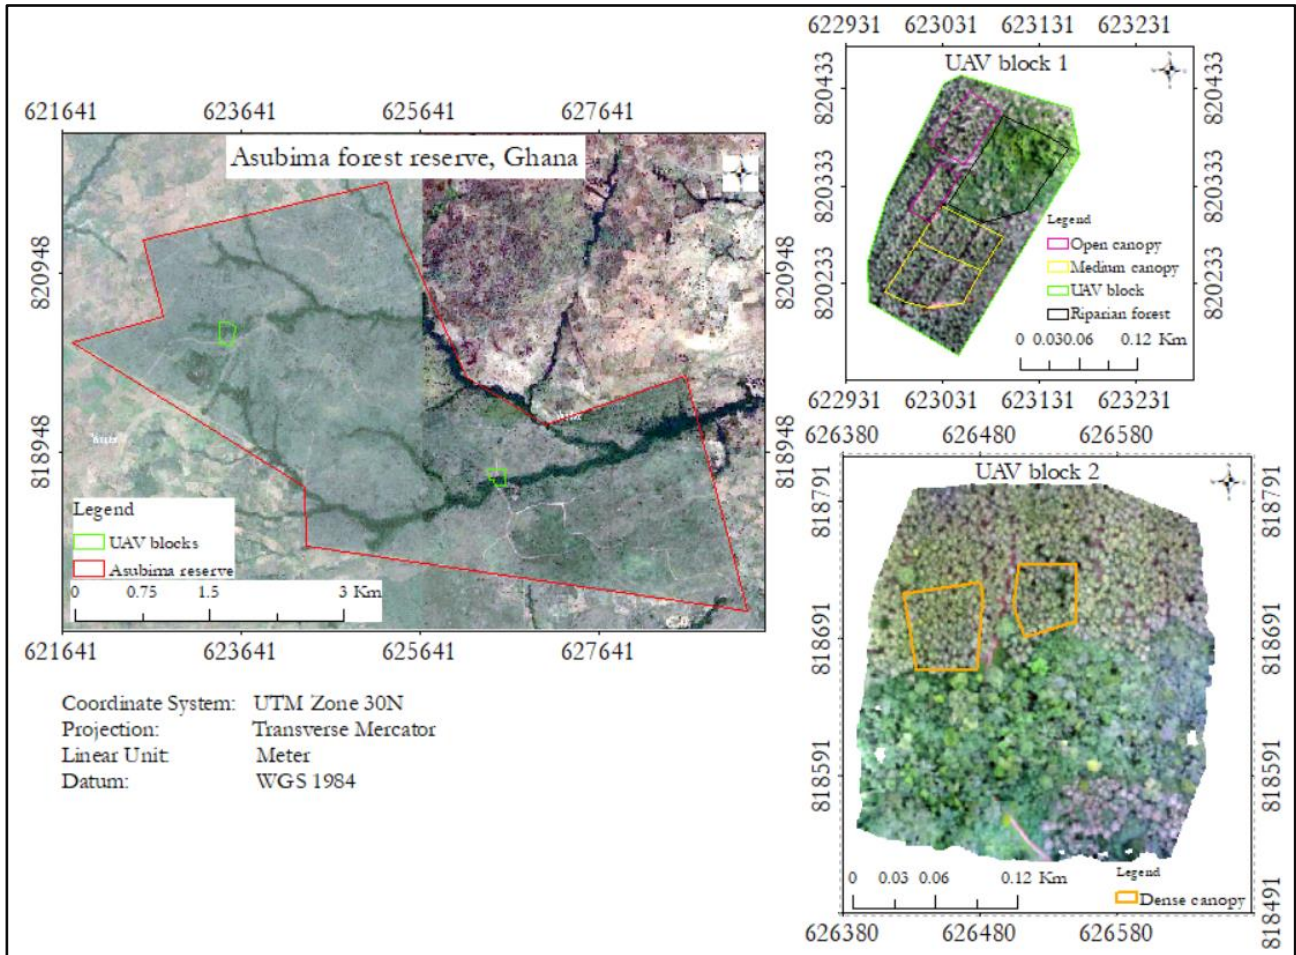 621641 623641 625641 627641
Asubima forest reserve, Ghana
820948
820948
818948
818948
Legend
UAV blocks
Asubima reserve
0 0.75 1.5 3 Km
621641 623641 625641 627641
Coordinate System: UTM Zone 30N
Projection: Transverse Mercator
Linear Unit: Meter
Datum: WGS 1984
622931 623031 623131 623231
UAV block 1
820433
820433
820333
820333
820233
820233
Legend
Open canopy
Medium canopy
UAV block
Riparian forest
0 0.03 0.06 0.12 Km
622931 623031 623131 623231
626380 626480 626580
UAV block 2
818791
818791
818691
818691
818591
818591
818491
0 0.03 0.06 0.12 Km
Legend
Dense canopy
626380 626480 626580